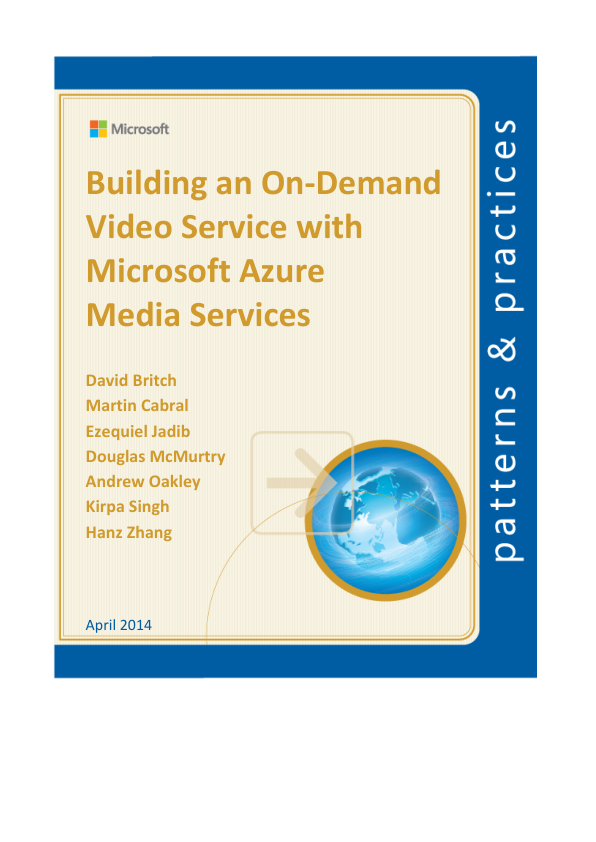 Microsoft
Building an On-Demand
Video Service with
Microsoft Azure
Media Services
David Britch
Martin Cabral
Ezequiel Jadib
Douglas McMurtry
Andrew Oakley
Kirpa Singh
Hanz Zhang
April 2014
patterns & practices